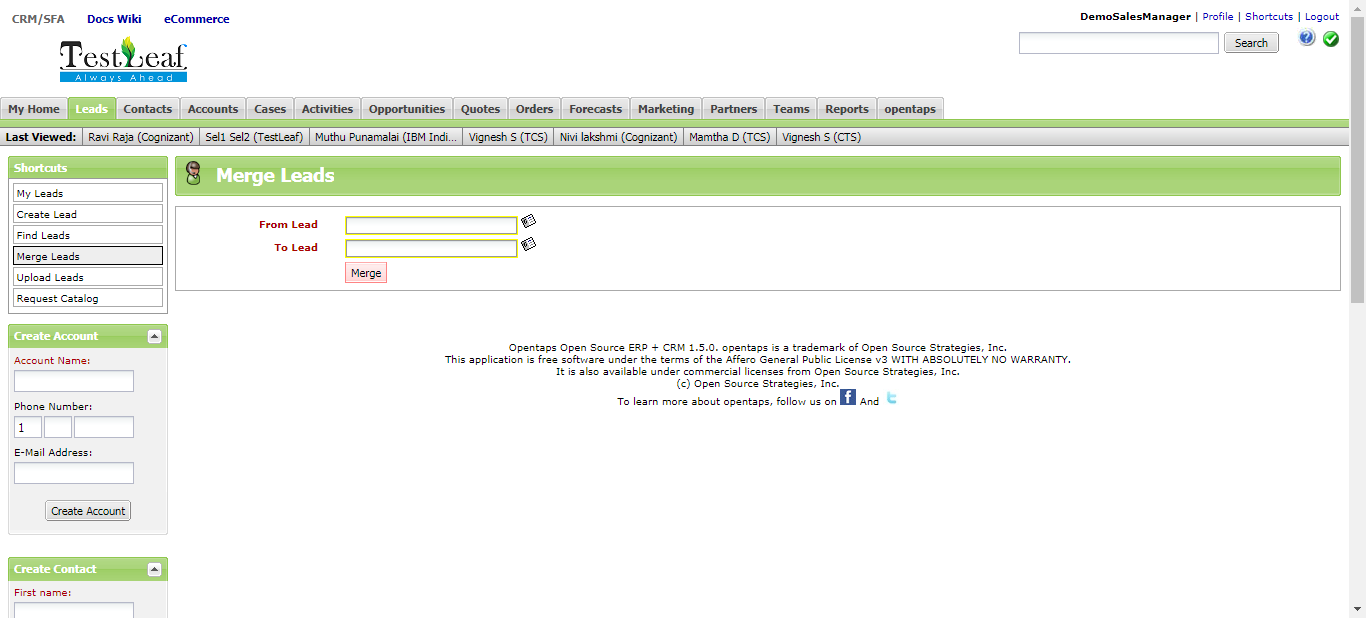 CRM/SFA Docs Wiki eCommerce
DemoSalesManager | Profile | Shortcuts | Logout
Search
TestLeaf
Always Ahead
My Home Leads Contacts Accounts Cases Activities Opportunities Quotes Orders Forecasts Marketing Partners Teams Reports opentaps
Last Viewed: Ravi Raja (Cognizant) Sel1 Sel2 (TestLeaf) Muthu Punamalai (IBM Indi... Vignesh S (TCS) Nivi lakshmi (Cognizant) Mamtha D (TCS) Vignesh S (CTS)
Shortcuts
My Leads
Create Lead
Find Leads
Merge Leads
Upload Leads
Request Catalog
Create Account
Account Name:
Phone Number:
1
E-Mail Address:
Create Account
Create Contact
First name:
Merge Leads
From Lead
To Lead
Merge
Opentaps Open Source ERP + CRM 1.5.0. opentaps is a trademark of Open Source Strategies, Inc.
This application is free software under the terms of the Affero General Public License v3 WITH ABSOLUTELY NO WARRANTY.
It is also available under commercial licenses from Open Source Strategies, Inc.
(c) Open Source Strategies, Inc.
To learn more about opentaps, follow us on f And t